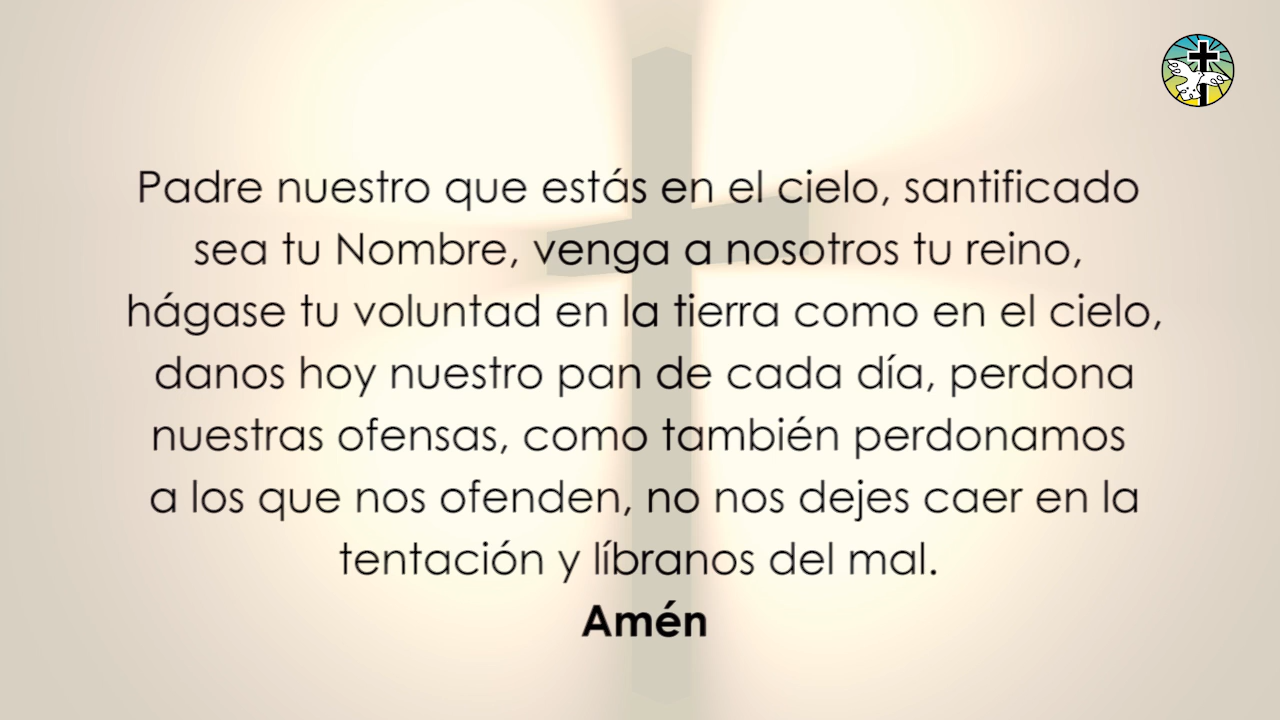 Padre nuestro que estás en el cielo, santificado
sea tu Nombre, venga a nosotros tu reino,
hágase tu voluntad en la tierra como en el cielo,
danos hoy nuestro pan de cada día, perdona
nuestras ofensas, como también perdonamos
a los que nos ofenden, no nos dejes caer en la
tentación y líbranos del mal.
Amén